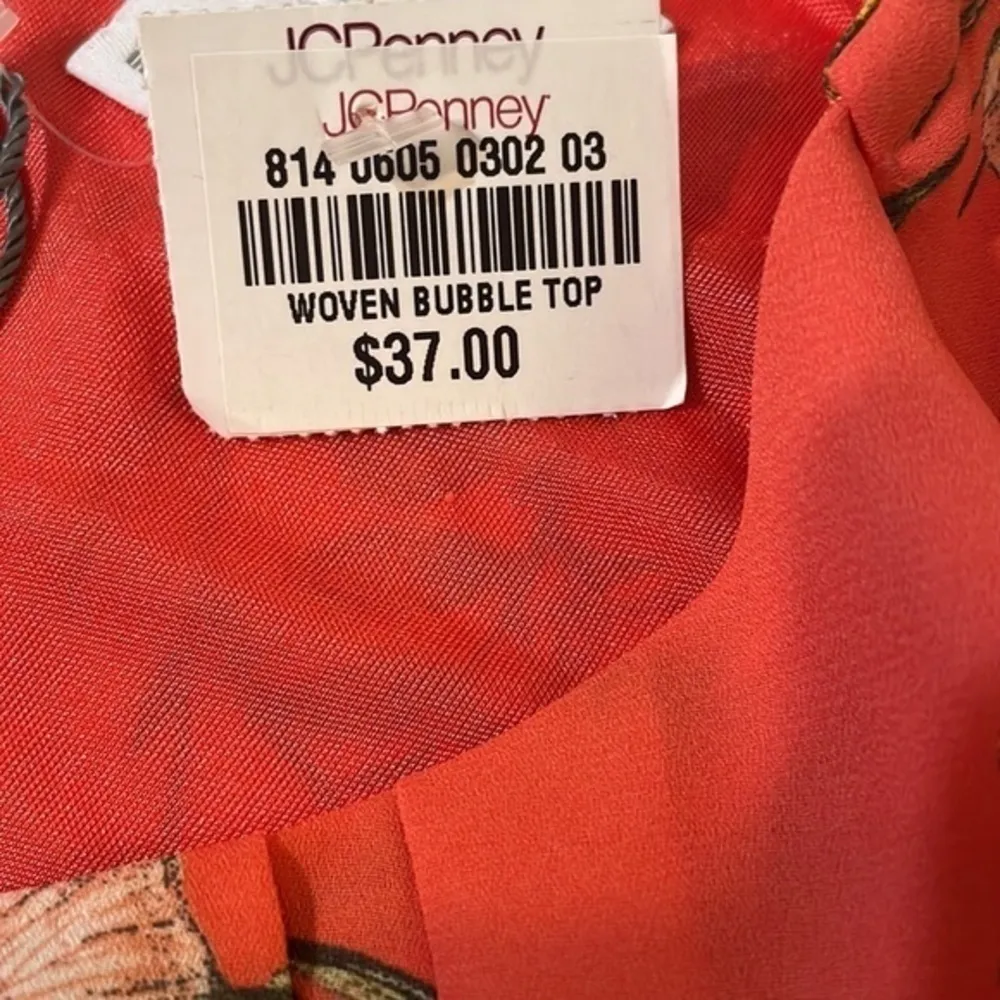 JCPenney
JCPenney
814 0605 0302 03
WOVEN BUBBLE TOP
$37.00